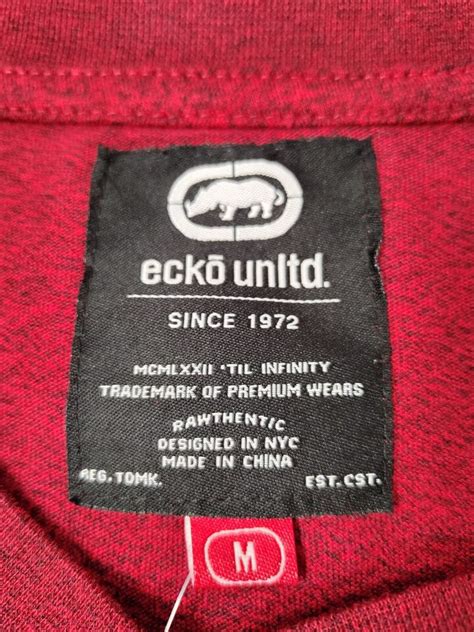 eckō unltd.
SINCE 1972
MCMLXXII 'TIL INFINITY
TRADEMARK OF PREMIUM WEARS
RAWTHENTIC
DESIGNED IN NYC
MADE IN CHINA
REG. TDMK. EST. CST.
M